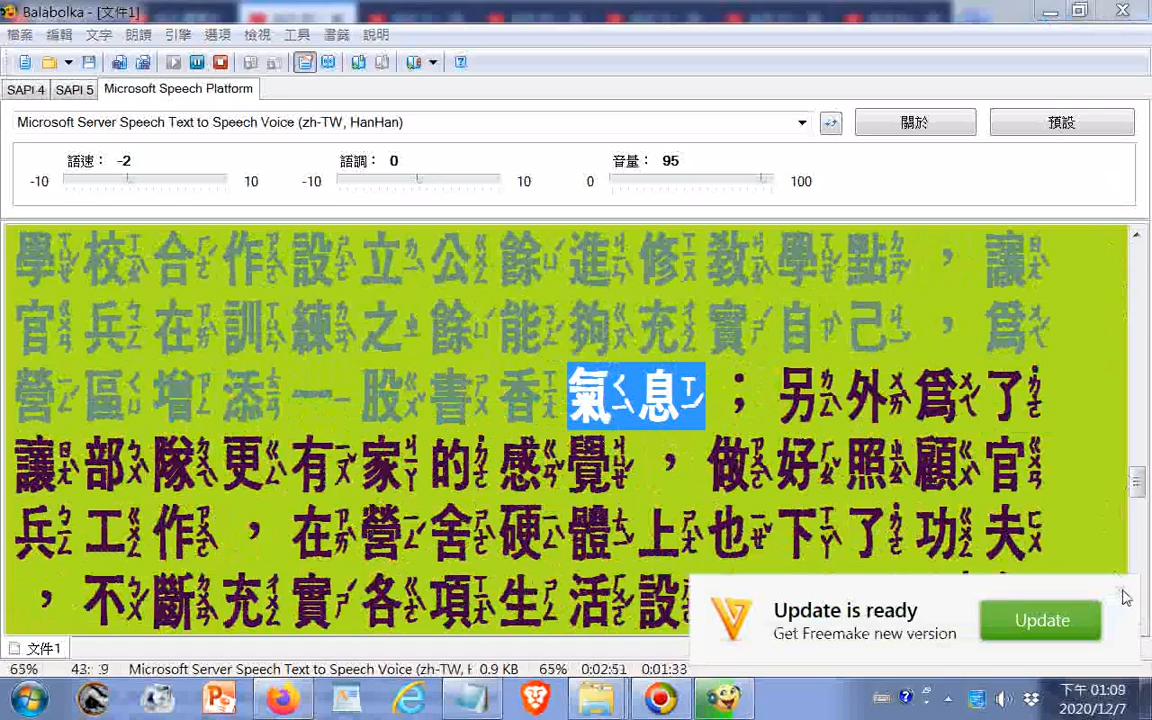 Balabolka - [文件1]
檔案 編輯 文字 朗讀 引擎 選項 檢視 工具 書籤 說明
SAPI 4 SAPI 5 Microsoft Speech Platform
Microsoft Server Speech Text to Speech Voice (zh-TW, HanHan) 關於 預設
語速： -2 語調： 0 音量： 95
-10 10 -10 10 0 100
學校合作設立公餘進修教學點，讓
官兵在訓練之餘能夠充實自己，為
營區增添一股書香氣息；另外為了
讓部隊更有家的感覺，做好照顧官
兵工作，在營舍硬體上也下了功夫
，不斷充實各項生活設
Update is ready
Get Freemake new version
Update
文件1
65% 43: :9 Microsoft Server Speech Text to Speech Voice (zh-TW, H 0.9 KB 65% 0:02:51 0:01:33
下午 01:09
2020/12/7